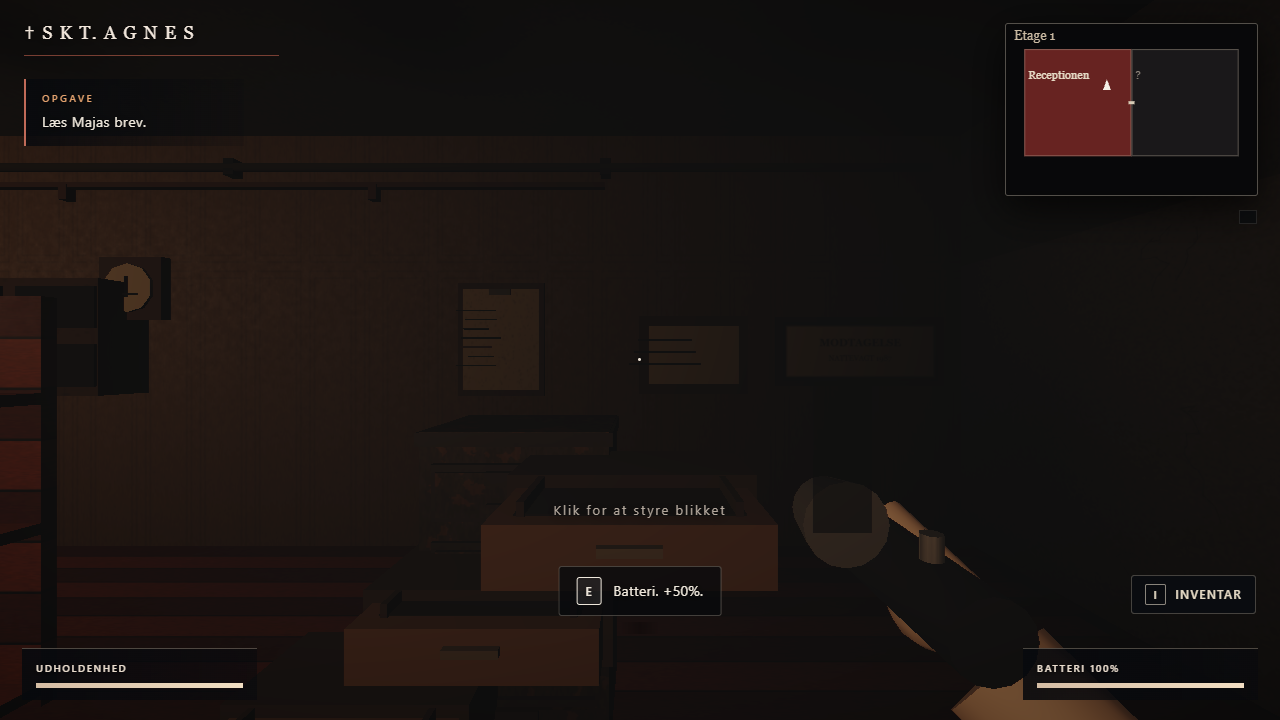 † SKT. AGNES
OPGAVE
Læs Majas brev.
Etage 1
Receptionen
?
Klik for at styre blikket
E Batteri. +50%.
I INVENTAR
UDHOLDENHED
BATTERI 100%